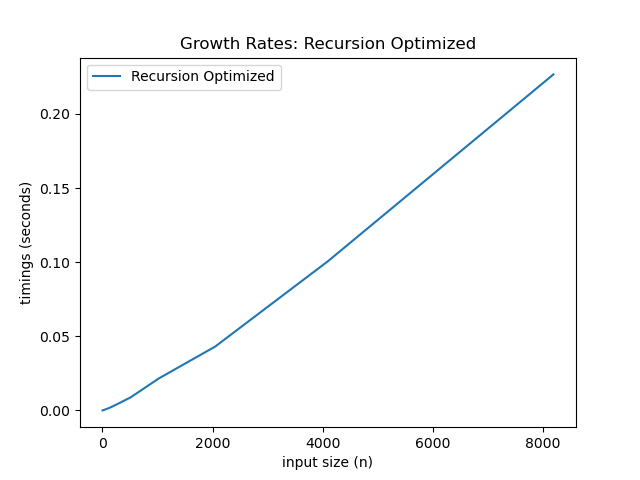 Growth Rates: Recursion Optimized
Recursion Optimized
0.20
0.15
0.10
0.05
0.00
timings (seconds)
0 2000 4000 6000 8000
input size (n)